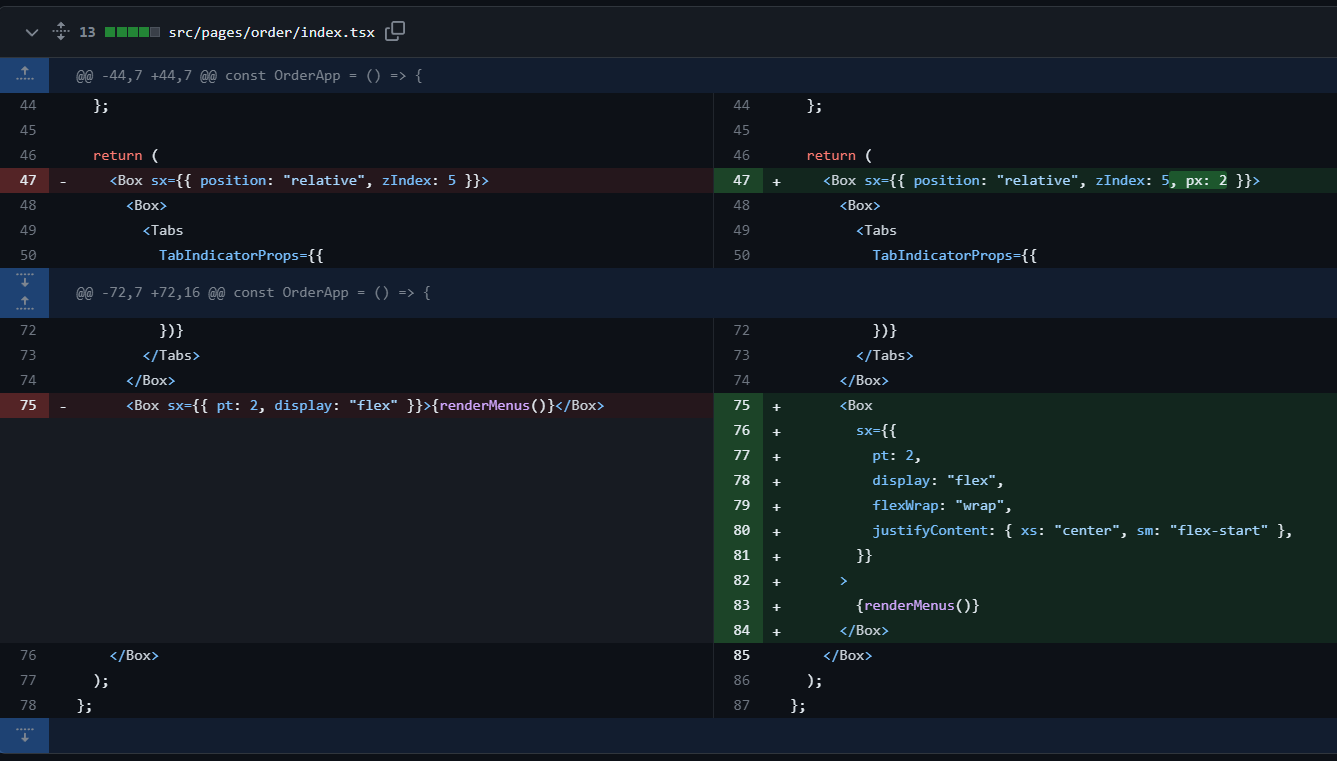 13 src/pages/order/index.tsx
@@ -44,7 +44,7 @@ const OrderApp = () => {
44 }; 44 };
45 45
46 return ( 46 return (
47 - <Box sx={{ position: "relative", zIndex: 5 }}> 47 + <Box sx={{ position: "relative", zIndex: 5, px: 2 }}>
48 <Box> 48 <Box>
49 <Tabs 49 <Tabs
50 TabIndicatorProps={{ 50 TabIndicatorProps={{
@@ -72,7 +72,16 @@ const OrderApp = () => {
72 })} 72 })}
73 </Tabs> 73 </Tabs>
74 </Box> 74 </Box>
75 - <Box sx={{ pt: 2, display: "flex" }}>{renderMenus()}</Box> 75 + <Box
76 + sx={{
77 + pt: 2,
78 + display: "flex",
79 + flexWrap: "wrap",
80 + justifyContent: { xs: "center", sm: "flex-start" },
81 + }}
82 + >
83 + {renderMenus()}
84 + </Box>
76 </Box> 85 </Box>
77 ); 86 );
78 }; 87 };